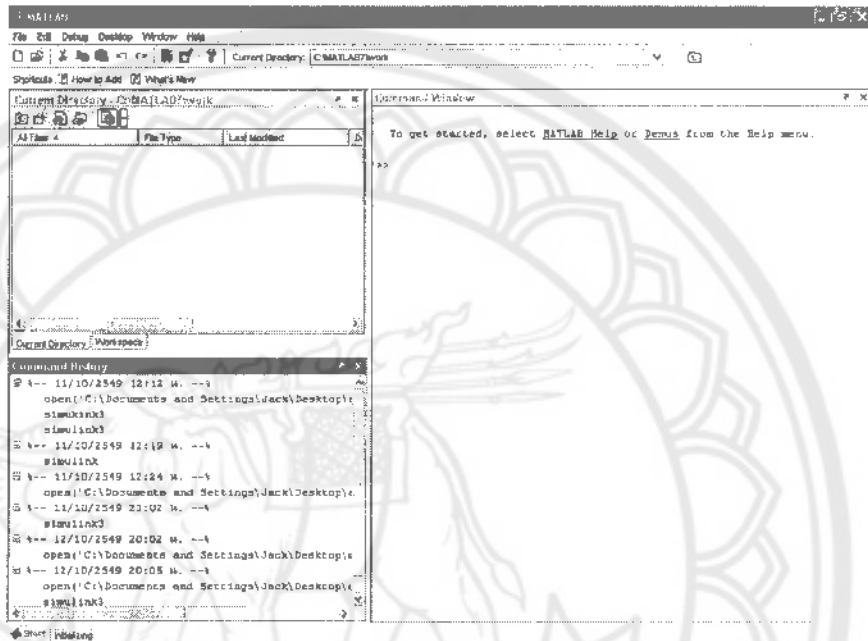 MATLAB
File Edit Debug Desktop Window Help
Current Directory: C:\MATLAB7\work
Shortcuts How to Add What's New
Current Directory - C:\MATLAB7\work
All Files File Type Last Modified
Current Directory Workspace
Command History
%-- 11/10/2549 12:12 น. --%
open('C:\Documents and Settings\Jack\Desktop\
simukink3
simulink3
%-- 11/10/2549 12:19 น. --%
simulink
%-- 11/10/2549 12:24 น. --%
open('C:\Documents and Settings\Jack\Desktop\
%-- 11/10/2549 23:02 น. --%
simulink3
%-- 12/10/2549 20:02 น. --%
open('C:\Documents and Settings\Jack\Desktop\
%-- 12/10/2549 20:05 น. --%
open('C:\Documents and Settings\Jack\Desktop\
simulink3
Start
Command Window
To get started, select MATLAB Help or Demos from the Help menu.
>>